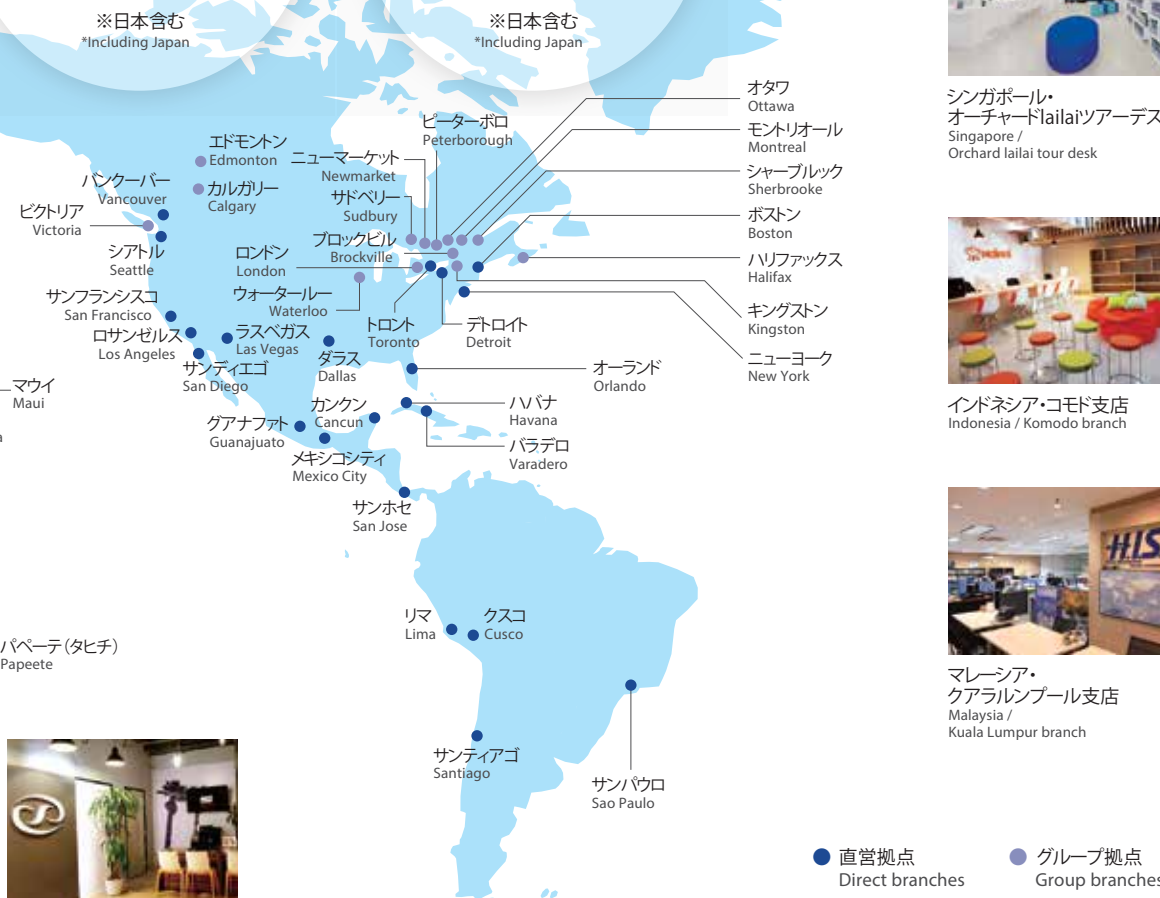 ※日本含む
*Including Japan
※日本含む
*Including Japan
オタワ
Ottawa
モントリオール
Montreal
シャーブルック
Sherbrooke
ボストン
Boston
ハリファックス
Halifax
キングストン
Kingston
ニューヨーク
New York
ピーターボロ
Peterborough
エドモントン
Edmonton
ニューマーケット
Newmarket
カルガリー
Calgary
サドベリー
Sudbury
バンクーバー
Vancouver
ビクトリア
Victoria
シアトル
Seattle
ロンドン
London
ブロックビル
Brockville
ウォータールー
Waterloo
サンフランシスコ
San Francisco
ロサンゼルス
Los Angeles
ラスベガス
Las Vegas
サンディエゴ
San Diego
ダラス
Dallas
トロント
Toronto
デトロイト
Detroit
オーランド
Orlando
マウイ
Maui
a
カンクン
Cancun
ハバナ
Havana
グアナファト
Guanajuato
バラデロ
Varadero
メキシコシティ
Mexico City
サンホセ
San Jose
リマ
Lima
クスコ
Cusco
パペーテ（タヒチ）
Papeete
サンティアゴ
Santiago
サンパウロ
Sao Paulo
シンガポール・
オーチャードlailaiツアーデス
Singapore /
Orchard lailai tour desk
インドネシア・コモド支店
Indonesia / Komodo branch
H.I.S
マレーシア・
クアラルンプール支店
Malaysia /
Kuala Lumpur branch
直営拠点
Direct branches
グループ拠点
Group branches